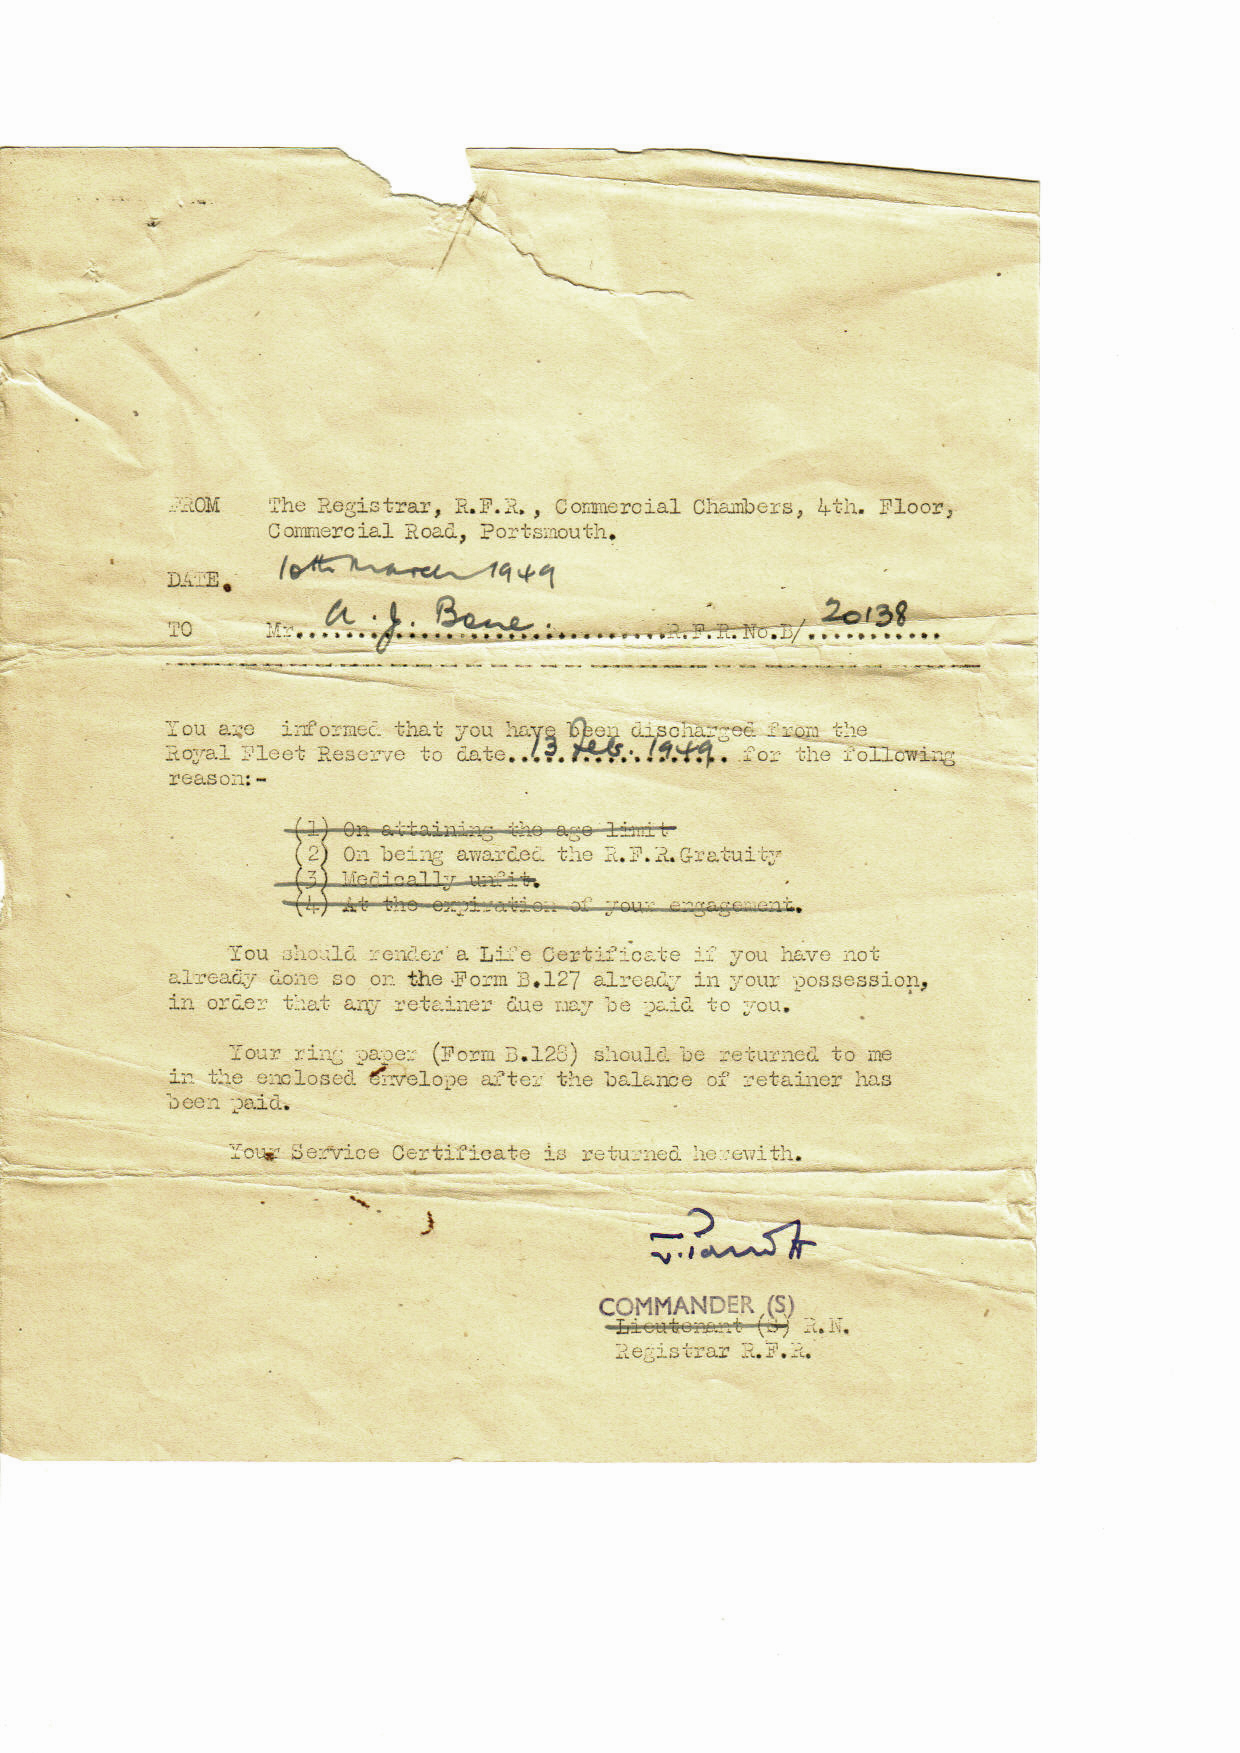 FROM The Registrar, R.F.R., Commercial Chambers, 4th. Floor,
Commercial Road, Portsmouth.
DATE. 10th March 1949
TO Mr. A. J. Bone. R.F.R.No.B/ 20138
You are informed that you have been discharged from the
Royal Fleet Reserve to date 13 Feb. 1949. for the following
reason:-
(1) On attaining the age limit
(2) On being awarded the R.F.R.Gratuity
(3) Medically unfit.
(4) At the expiration of your engagement.
You should render a Life Certificate if you have not
already done so on the Form B.127 already in your possession,
in order that any retainer due may be paid to you.
Your ring paper (Form B.128) should be returned to me
in the enclosed envelope after the balance of retainer has
been paid.
Your Service Certificate is returned herewith.
COMMANDER (S)
Lieutenant (S) R.N.
Registrar R.F.R.